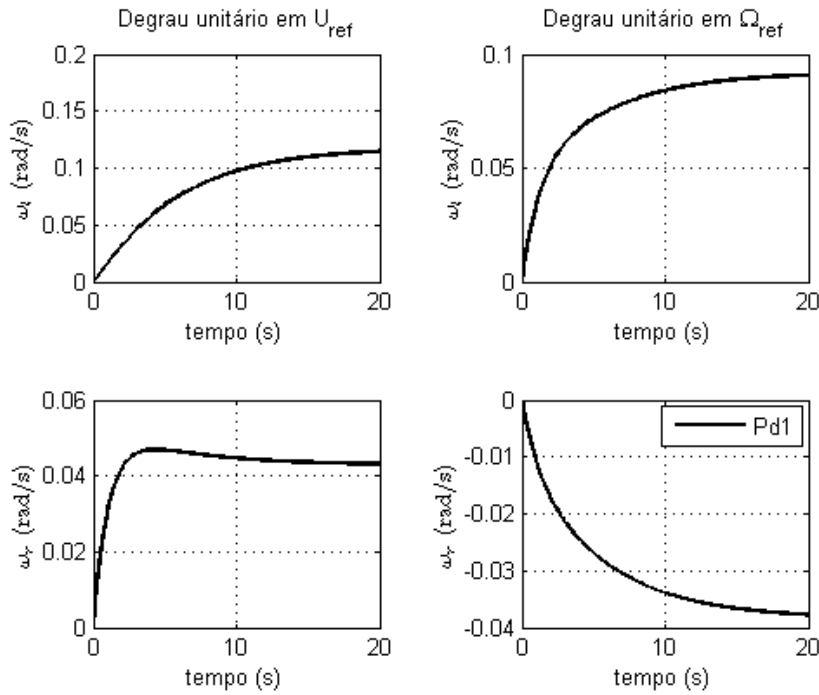 Degrau unitário em U_ref
0.2
0.15
0.1
0.05
0
ω_l (rad/s)
0 10 20
tempo (s)
Degrau unitário em Ω_ref
0.1
0.05
0
ω_l (rad/s)
0 10 20
tempo (s)
0.06
0.04
0.02
0
ω_r (rad/s)
0 10 20
tempo (s)
0
-0.01
-0.02
-0.03
-0.04
ω_r (rad/s)
Pd1
0 10 20
tempo (s)